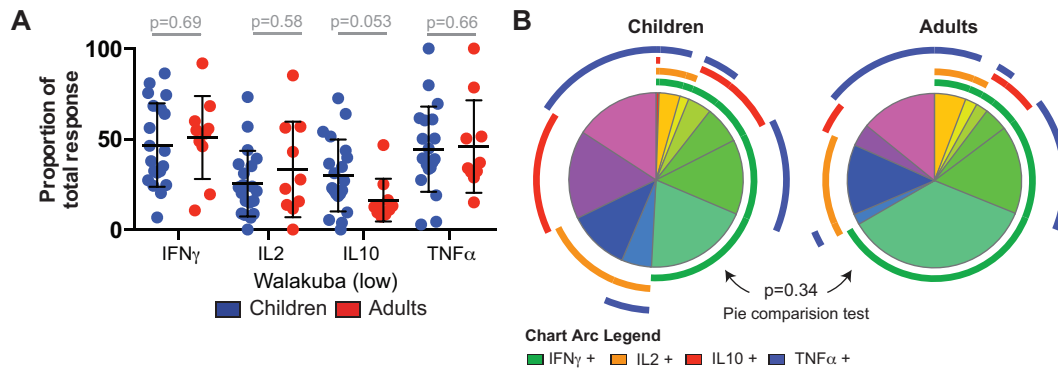 A
p=0.69 p=0.58 p=0.053 p=0.66
Proportion of
total response
100
50
0
IFNγ IL2 IL10 TNFα
Walakuba (low)
Children Adults
B
Children Adults
p=0.34
Pie comparision test
Chart Arc Legend
IFNγ + IL2 + IL10 + TNFα +